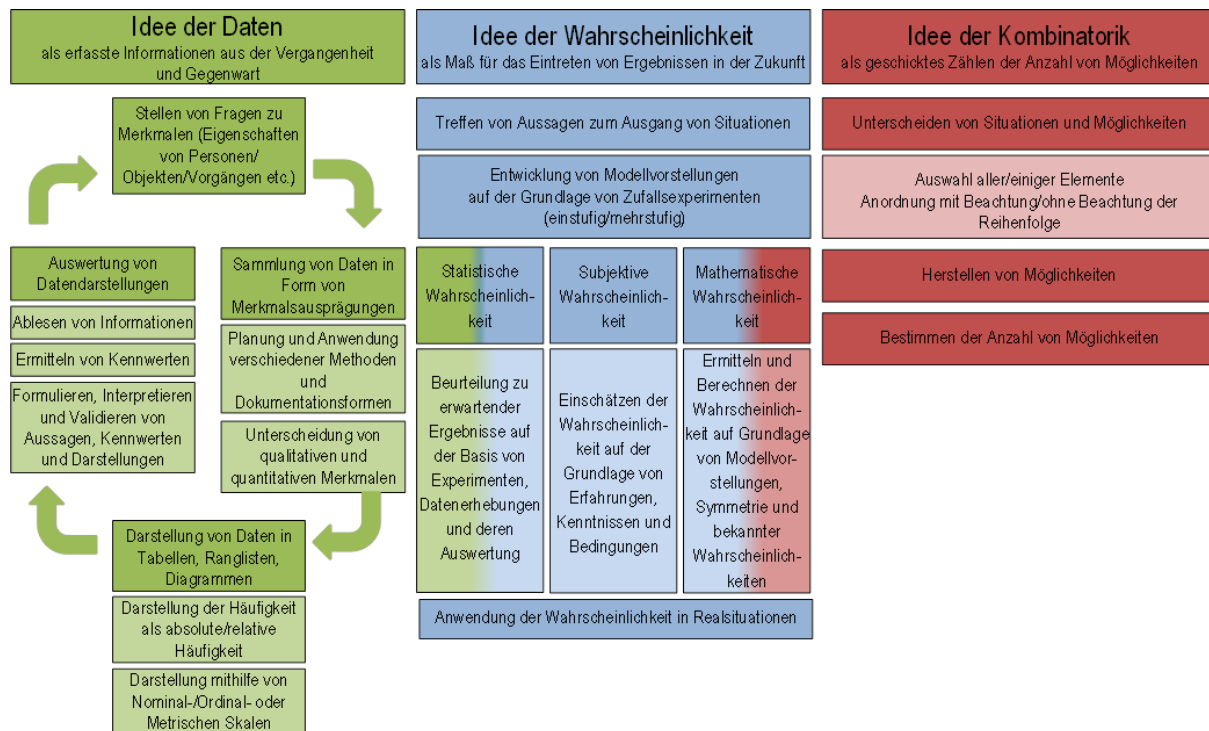 Idee der Daten
als erfasste Informationen aus der Vergangenheit
und Gegenwart
Stellen von Fragen zu
Merkmalen (Eigenschaften
von Personen/
Objekten/Vorgängen etc.)
Auswertung von
Datendarstellungen
Ablesen von Informationen
Ermitteln von Kennwerten
Formulieren, Interpretieren
und Validieren von
Aussagen, Kennwerten
und Darstellungen
Sammlung von Daten in
Form von
Merkmalsausprägungen
Planung und Anwendung
verschiedener Methoden
und
Dokumentationsformen
Unterscheidung von
qualitativen und
quantitativen Merkmalen
Darstellung von Daten in
Tabellen, Ranglisten,
Diagrammen
Darstellung der Häufigkeit
als absolute/relative
Häufigkeit
Darstellung mithilfe von
Nominal-/Ordinal- oder
Metrischen Skalen
Idee der Wahrscheinlichkeit
als Maß für das Eintreten von Ergebnissen in der Zukunft
Treffen von Aussagen zum Ausgang von Situationen
Entwicklung von Modellvorstellungen
auf der Grundlage von Zufallsexperimenten
(einstufig/mehrstufig)
Statistische
Wahrscheinlich-
keit
Beurteilung zu
erwartender
Ergebnisse auf
der Basis von
Experimenten,
Datenerhebungen
und deren
Auswertung
Subjektive
Wahrscheinlich-
keit
Einschätzen der
Wahrscheinlich-
keit auf der
Grundlage von
Erfahrungen,
Kenntnissen und
Bedingungen
Mathematische
Wahrscheinlich-
keit
Ermitteln und
Berechnen der
Wahrscheinlich-
keit auf Grundlage
von Modellvor-
stellungen,
Symmetrie und
bekannter
Wahrscheinlich-
keiten
Anwendung der Wahrscheinlichkeit in Realsituationen
Idee der Kombinatorik
als geschicktes Zählen der Anzahl von Möglichkeiten
Unterscheiden von Situationen und Möglichkeiten
Auswahl aller/einiger Elemente
Anordnung mit Beachtung/ohne Beachtung der
Reihenfolge
Herstellen von Möglichkeiten
Bestimmen der Anzahl von Möglichkeiten